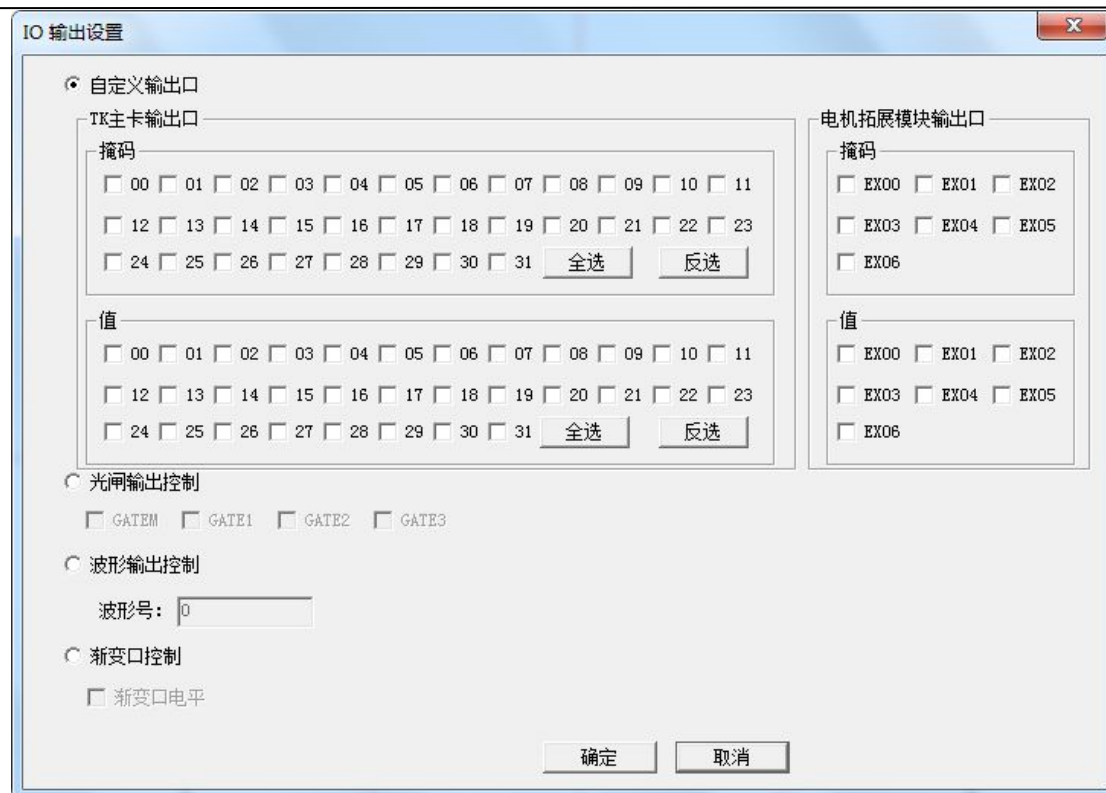 IO 输出设置
自定义输出口
TK主卡输出口
掩码
00 01 02 03 04 05 06 07 08 09 10 11
12 13 14 15 16 17 18 19 20 21 22 23
24 25 26 27 28 29 30 31 全选 反选
值
00 01 02 03 04 05 06 07 08 09 10 11
12 13 14 15 16 17 18 19 20 21 22 23
24 25 26 27 28 29 30 31 全选 反选
电机拓展模块输出口
掩码
EX00 EX01 EX02
EX03 EX04 EX05
EX06
值
EX00 EX01 EX02
EX03 EX04 EX05
EX06
光闸输出控制
GATEM GATE1 GATE2 GATE3
波形输出控制
波形号: 0
渐变口控制
渐变口电平
确定 取消